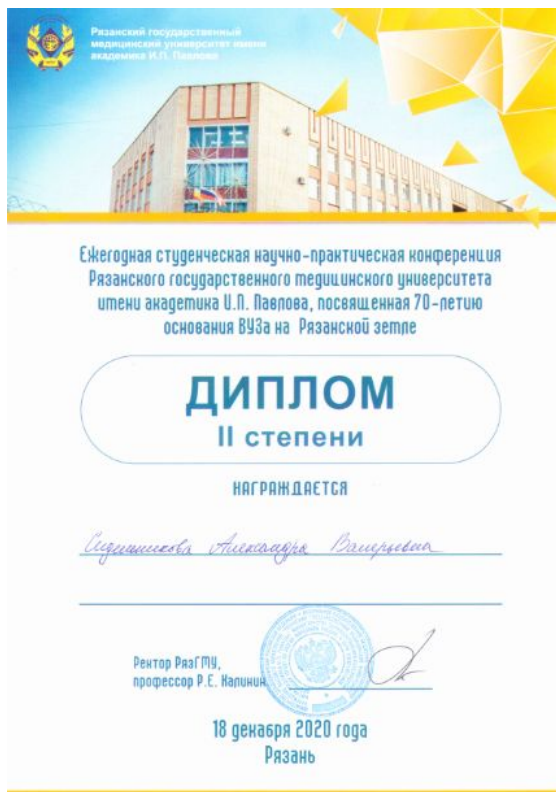 Рязанский государственный
медицинский университет имени
академика И.П. Павлова
Ежегодная студенческая научно-практическая конференция
Рязанского государственного медицинского университета
имени академика И.П. Павлова, посвященная 70-летию
основания ВУЗа на Рязанской земле
ДИПЛОМ
II степени
НАГРАЖДАЕТСЯ
Александра Валерьевна
Ректор РязГМУ,
профессор Р.Е. Калинин
18 декабря 2020 года
Рязань